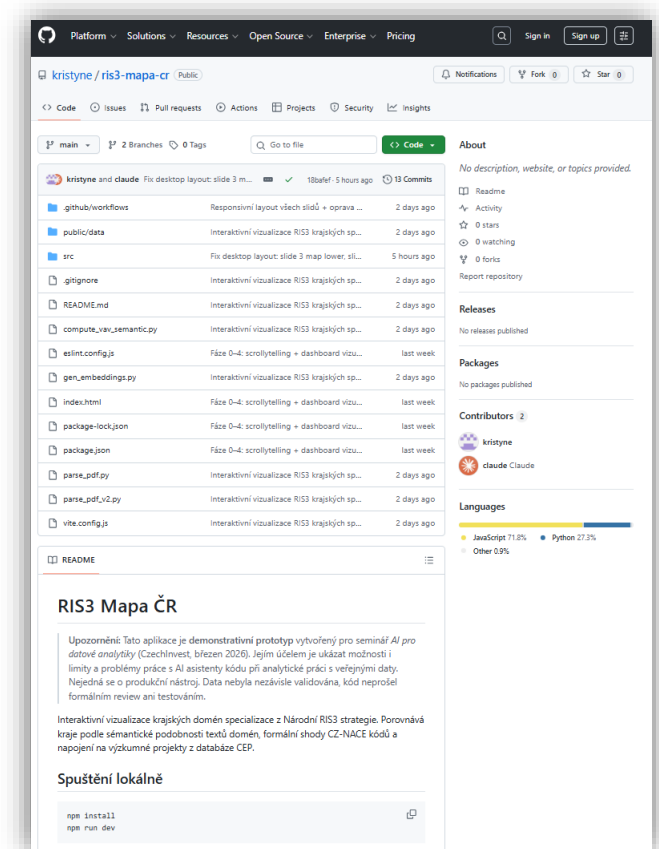 Platform Solutions Resources Open Source Enterprise Pricing Sign in Sign up
kristyne / ris3-mapa-cr Public Notifications Fork 0 Star 0
Code Issues Pull requests Actions Projects Security Insights
main 2 Branches 0 Tags Go to file Code
kristyne and claude Fix desktop layout: slide 3 m... 18bafef · 5 hours ago 13 Commits
.github/workflows Responsivní layout všech slidů + oprava ... 2 days ago
public/data Interaktivní vizualizace RIS3 krajských sp... 2 days ago
src Fix desktop layout: slide 3 map lower, sli... 5 hours ago
.gitignore Interaktivní vizualizace RIS3 krajských sp... 2 days ago
README.md Interaktivní vizualizace RIS3 krajských sp... 2 days ago
compute_vav_semantic.py Interaktivní vizualizace RIS3 krajských sp... 2 days ago
eslint.config.js Fáze 0–4: scrollytelling + dashboard vizu... last week
gen_embeddings.py Interaktivní vizualizace RIS3 krajských sp... 2 days ago
index.html Fáze 0–4: scrollytelling + dashboard vizu... last week
package-lock.json Fáze 0–4: scrollytelling + dashboard vizu... last week
package.json Fáze 0–4: scrollytelling + dashboard vizu... last week
parse_pdf.py Interaktivní vizualizace RIS3 krajských sp... 2 days ago
parse_pdf_v2.py Interaktivní vizualizace RIS3 krajských sp... 2 days ago
vite.config.js Interaktivní vizualizace RIS3 krajských sp... 2 days ago
README
RIS3 Mapa ČR
Upozornění: Tato aplikace je demonstrativní prototyp vytvořený pro seminář AI pro
datové analytiky (CzechInvest, březen 2026). Jejím účelem je ukázat možnosti i
limity a problémy práce s AI asistenty kódu při analytické práci s veřejnými daty.
Nejedná se o produkční nástroj. Data nebyla nezávisle validována, kód neprošel
formálním review ani testováním.
Interaktivní vizualizace krajských domén specializace z Národní RIS3 strategie. Porovnává
kraje podle sémantické podobnosti textů domén, formální shody CZ-NACE kódů a
napojení na výzkumné projekty z databáze CEP.
Spuštění lokálně
npm install
npm run dev
About
No description, website, or topics provided.
Readme
Activity
0 stars
0 watching
0 forks
Report repository
Releases
No releases published
Packages
No packages published
Contributors 2
kristyne
claude Claude
Languages
JavaScript 71.8% Python 27.3%
Other 0.9%